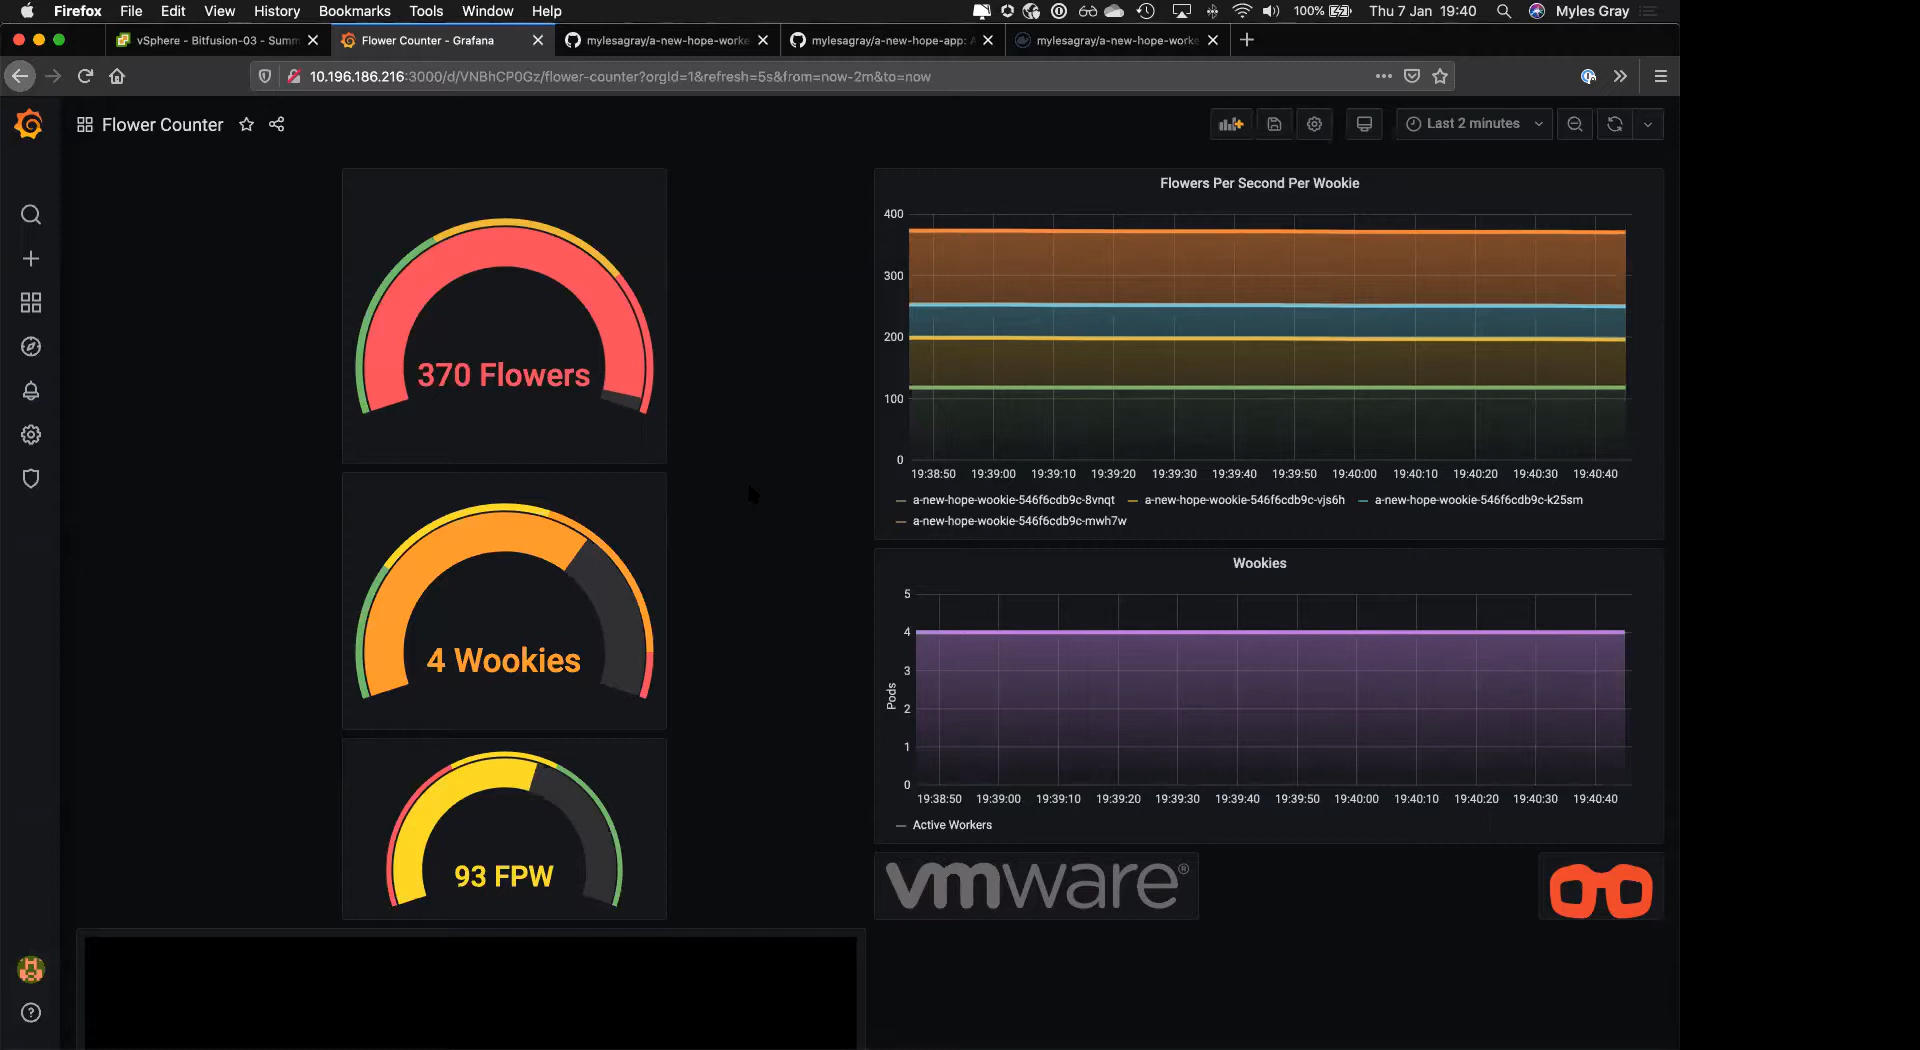 Firefox File Edit View History Bookmarks Tools Window Help 100% Thu 7 Jan 19:40 Myles Gray
vSphere - Bitfusion-03 - Summ Flower Counter - Grafana mylesagray/a-new-hope-worke mylesagray/a-new-hope-app: A mylesagray/a-new-hope-worke
10.196.186.216:3000/d/VNBhCP0Gz/flower-counter?orgId=1&refresh=5s&from=now-2m&to=now
Flower Counter
Last 2 minutes
370 Flowers
4 Wookies
93 FPW
Flowers Per Second Per Wookie
400
300
200
100
0
19:38:50 19:39:00 19:39:10 19:39:20 19:39:30 19:39:40 19:39:50 19:40:00 19:40:10 19:40:20 19:40:30 19:40:40
a-new-hope-wookie-546f6cdb9c-8vnqt a-new-hope-wookie-546f6cdb9c-vjs6h a-new-hope-wookie-546f6cdb9c-k25sm
a-new-hope-wookie-546f6cdb9c-mwh7w
Wookies
Pods
5
4
3
2
1
0
19:38:50 19:39:00 19:39:10 19:39:20 19:39:30 19:39:40 19:39:50 19:40:00 19:40:10 19:40:20 19:40:30 19:40:40
Active Workers
vmware®